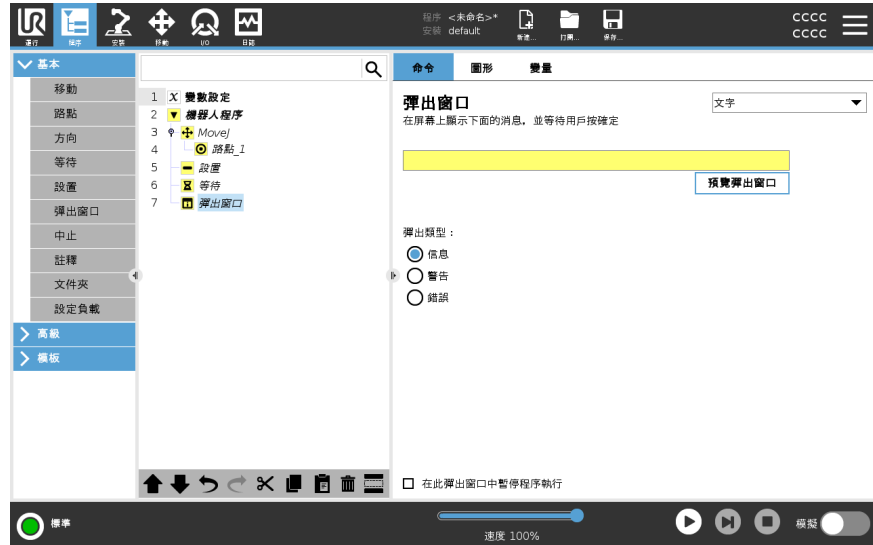 UR
運行
程序
安裝
移動
I/O
日誌
程序 <未命名>*
安裝 default
新建...
打開...
保存...
CCCC
CCCC
基本
移動
路點
方向
等待
設置
彈出窗口
中止
註釋
文件夾
設定負載
高級
模板
1 X 變數設定
2 機器人程序
3 MoveJ
4 路點_1
5 設置
6 等待
7 彈出窗口
命令 圖形 變量
彈出窗口
文字
在屏幕上顯示下面的消息, 並等待用戶按確定
預覽彈出窗口
彈出類型:
信息
警告
錯誤
在此彈出窗口中暫停程序執行
標準
速度 100%
模擬